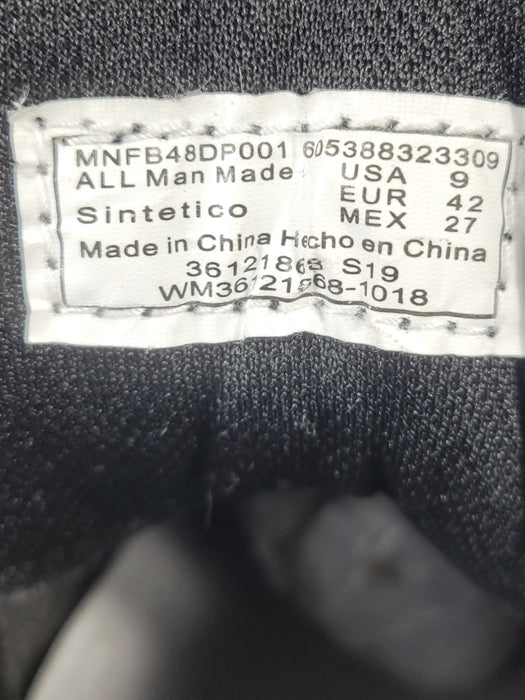 MNFB48DP001 605388323309
ALL Man Made USA 9
EUR 42
Sintetico MEX 27
Made in China Hecho en China
36121868 S19
WM36121868-1018